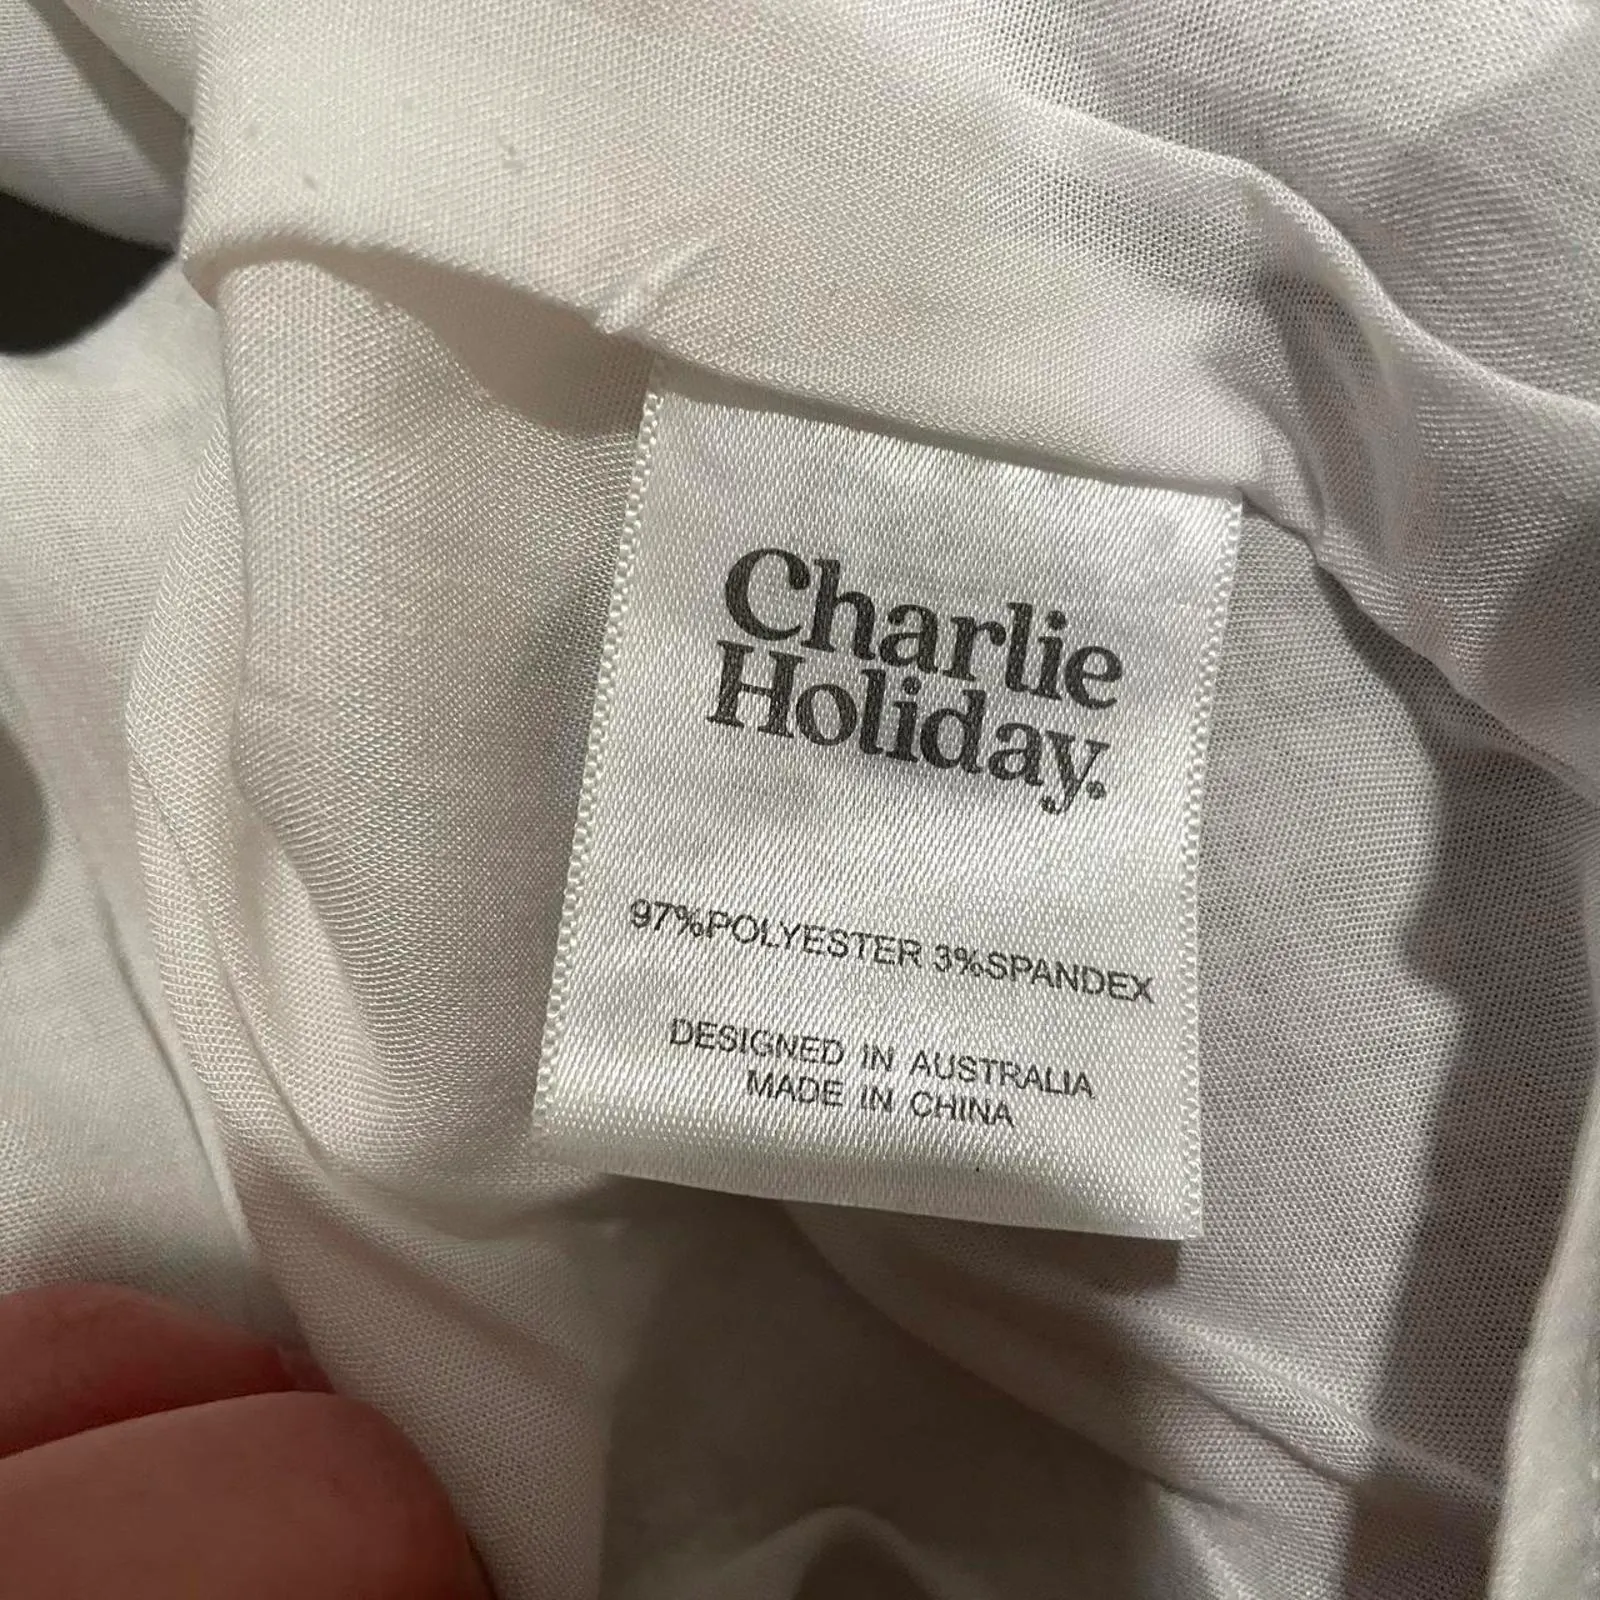 Charlie
Holiday.
97%POLYESTER 3%SPANDEX
DESIGNED IN AUSTRALIA
MADE IN CHINA